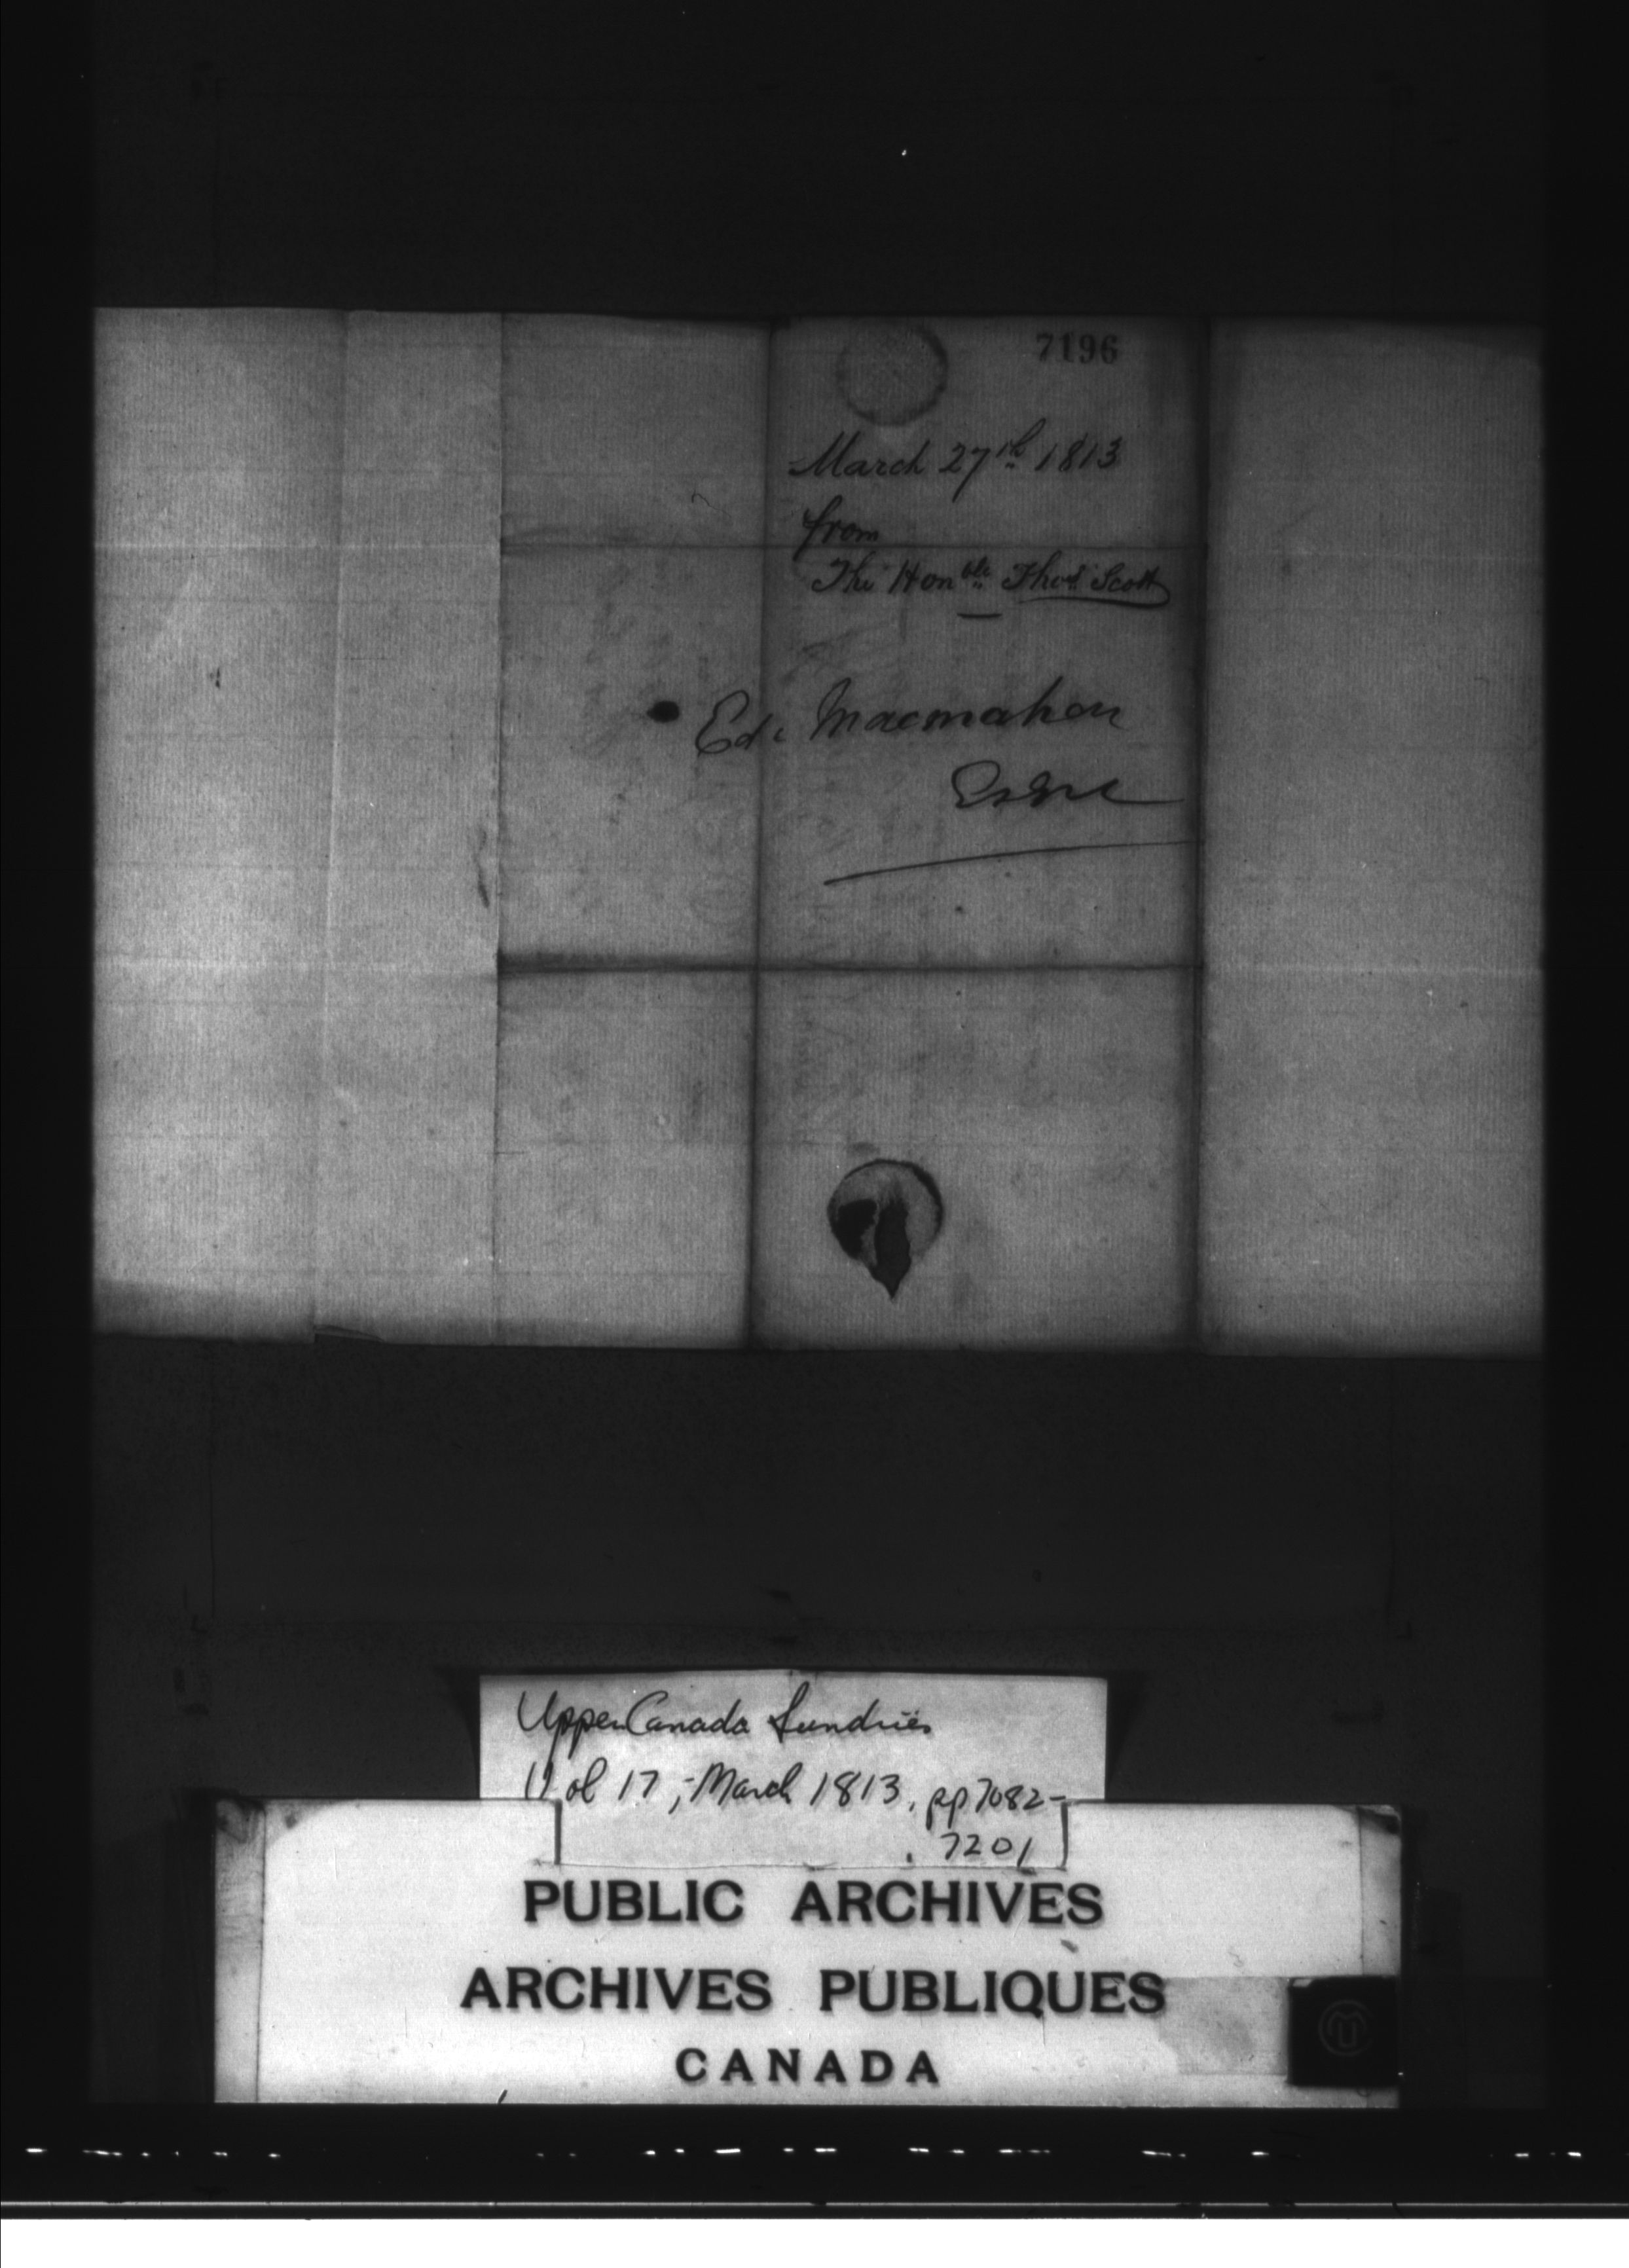 7196
March 27th 1813
from
The Honble Thos Scott
Ed. Macmahon
Esqre
Upper Canada Sundries
Vol 17, March 1813, pp 7082-
7201
PUBLIC ARCHIVES
ARCHIVES PUBLIQUES
CANADA